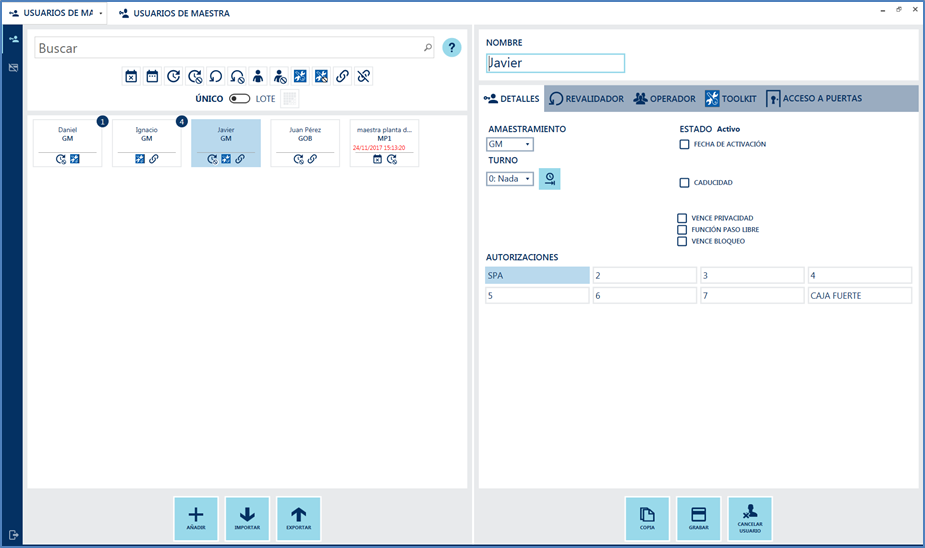 USUARIOS DE MA
USUARIOS DE MAESTRA
Buscar
?
ÚNICO LOTE
1
Daniel
GM
4
Ignacio
GM
Javier
GM
Juan Pérez
GOB
maestra planta d...
MP1
24/11/2017 15:13:20
AÑADIR
IMPORTAR
EXPORTAR
NOMBRE
Javier
DETALLES REVALIDADOR OPERADOR TOOLKIT ACCESO A PUERTAS
AMAESTRAMIENTO
GM
TURNO
0: Nada
ESTADO Activo
FECHA DE ACTIVACIÓN
CADUCIDAD
VENCE PRIVACIDAD
FUNCIÓN PASO LIBRE
VENCE BLOQUEO
AUTORIZACIONES
SPA 2 3 4
5 6 7 CAJA FUERTE
COPIA
GRABAR
CANCELAR
USUARIO